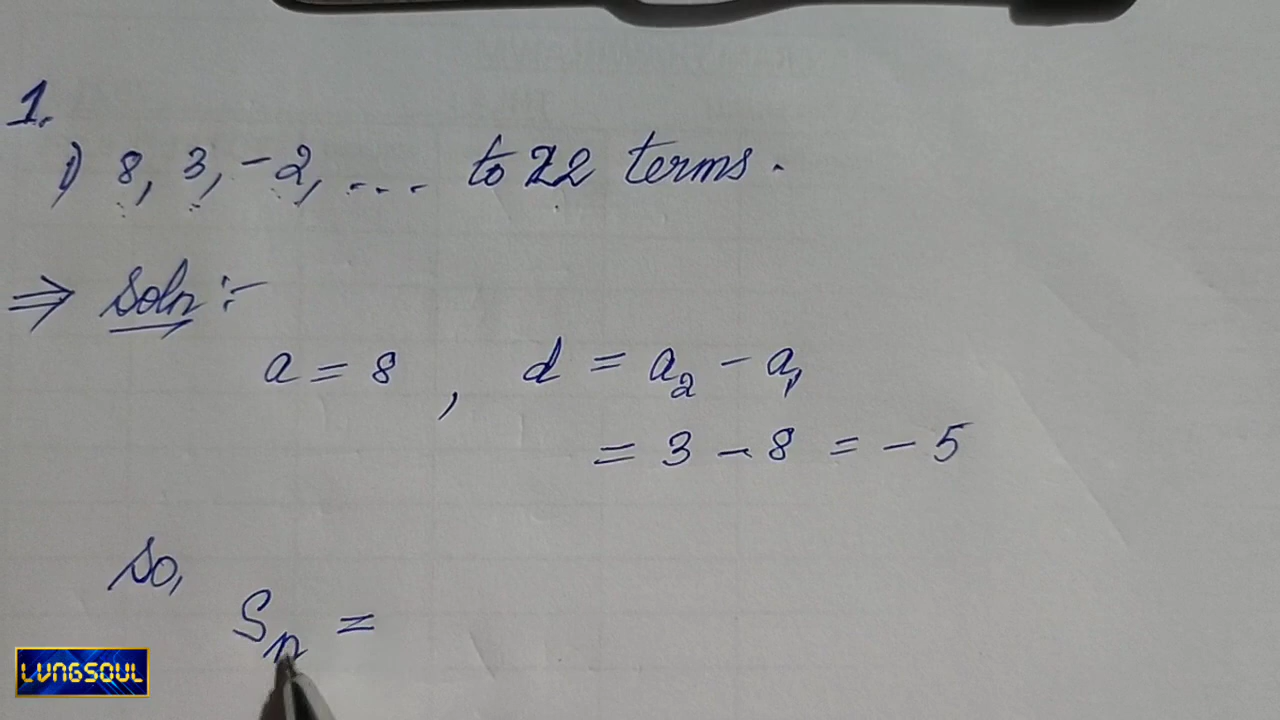 1.
i) 8, 3, -2, ... to 22 terms.
⇒ Soln :-
a = 8 , d = a₂ - a₁
= 3 - 8 = - 5
So,
Sₙ =
LUNGSOUL